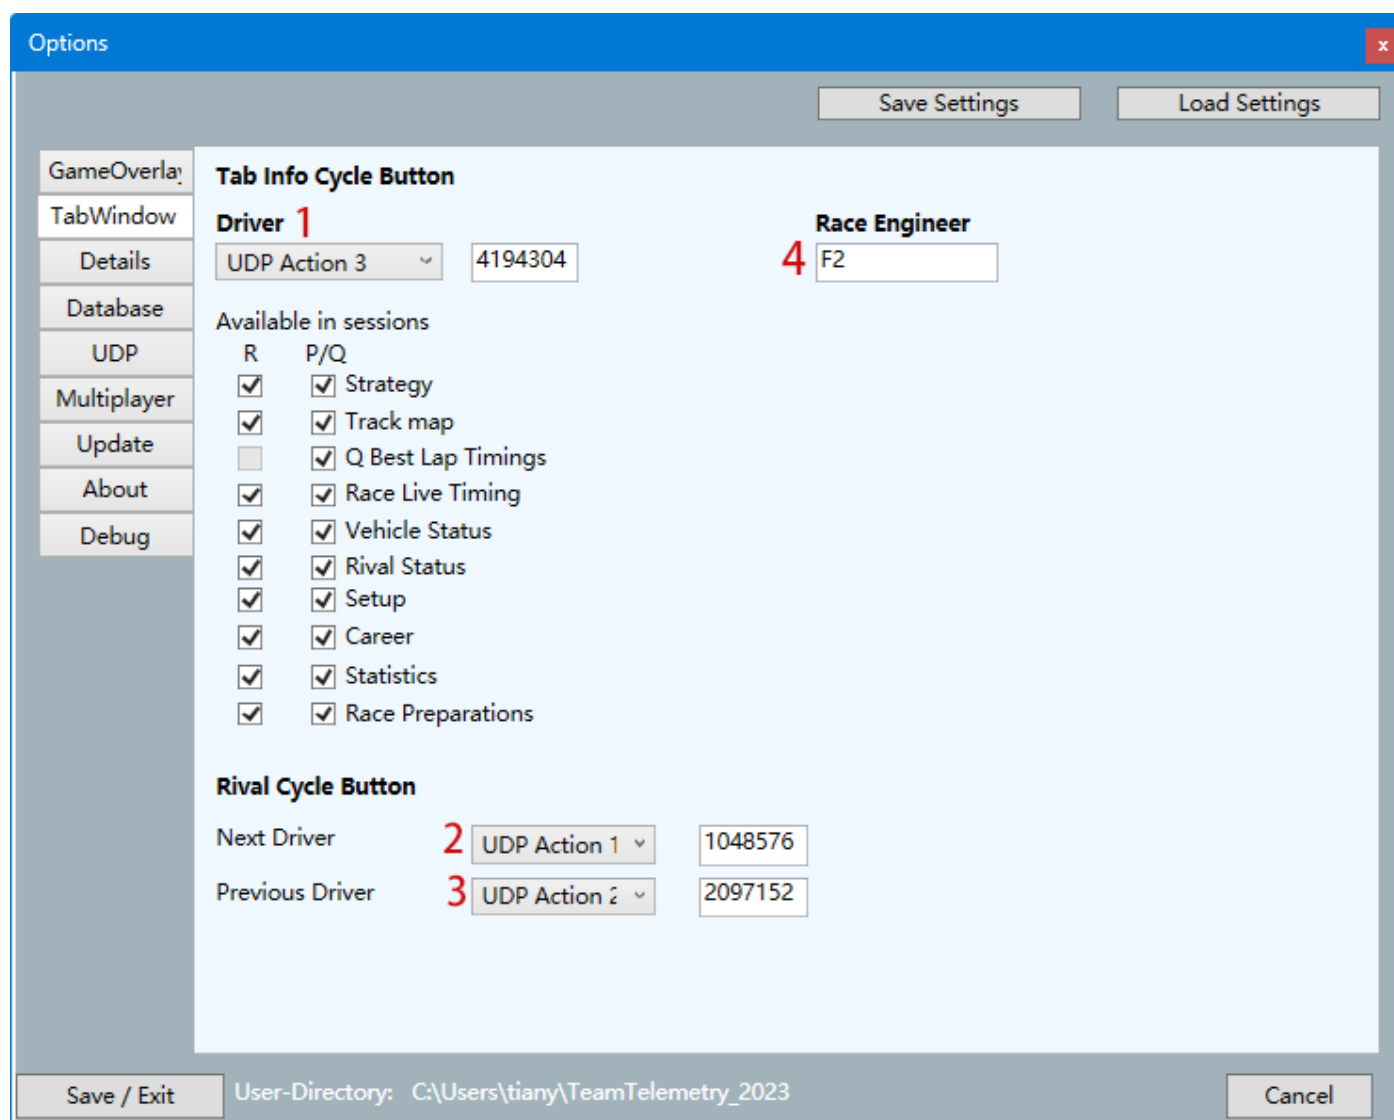 Options
x
Save Settings Load Settings
GameOverlay
TabWindow
Details
Database
UDP
Multiplayer
Update
About
Debug
Tab Info Cycle Button
Driver 1
Race Engineer
UDP Action 3 4194304
4 F2
Available in sessions
R P/Q
Strategy
Track map
Q Best Lap Timings
Race Live Timing
Vehicle Status
Rival Status
Setup
Career
Statistics
Race Preparations
Rival Cycle Button
Next Driver 2 UDP Action 1 1048576
Previous Driver 3 UDP Action 2 2097152
Save / Exit User-Directory: C:\Users\tiany\TeamTelemetry_2023 Cancel